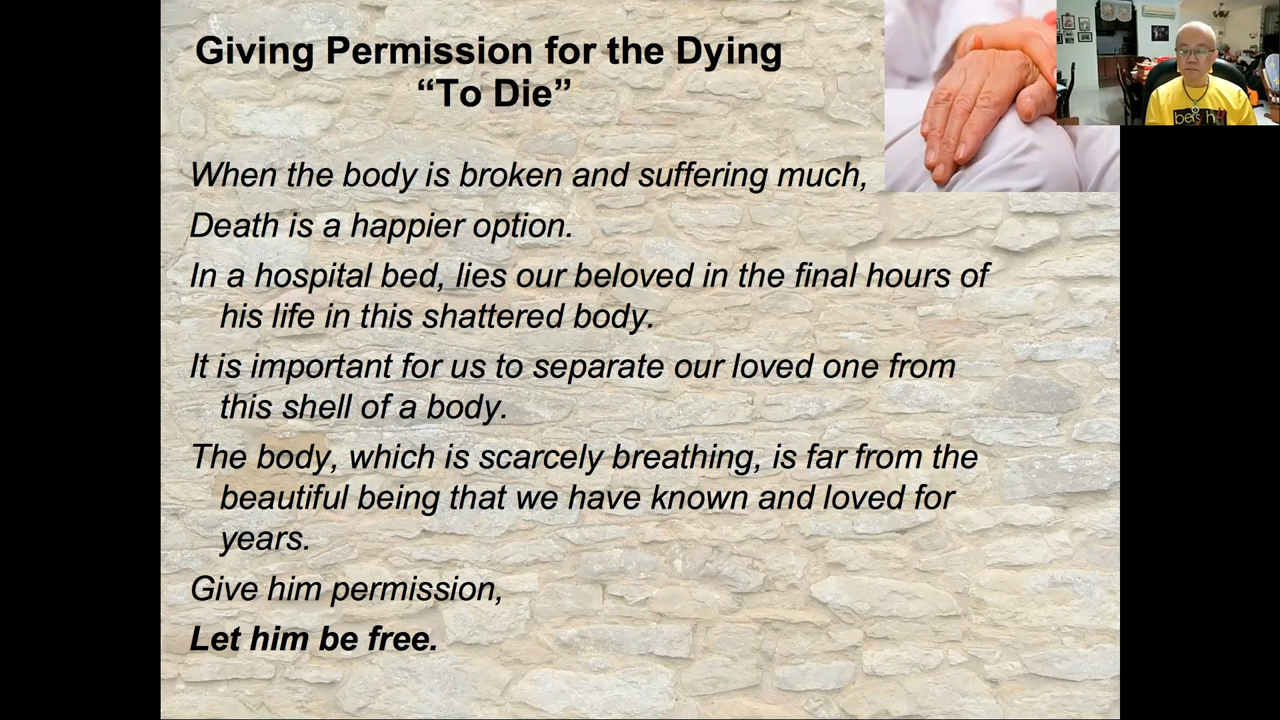 Giving Permission for the Dying
“To Die”
When the body is broken and suffering much,
Death is a happier option.
In a hospital bed, lies our beloved in the final hours of
his life in this shattered body.
It is important for us to separate our loved one from
this shell of a body.
The body, which is scarcely breathing, is far from the
beautiful being that we have known and loved for
years.
Give him permission,
Let him be free.